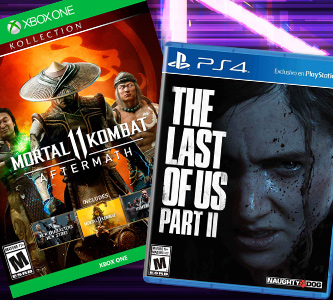 XBOX ONE
KOLLECTION
MORTAL 11 KOMBAT
AFTERMATH
INCLUDES
XBOX ONE
M
PS4
Exclusivo en PlayStation
THE
LAST
OF US
PART II
M
NAUGHTY DOG